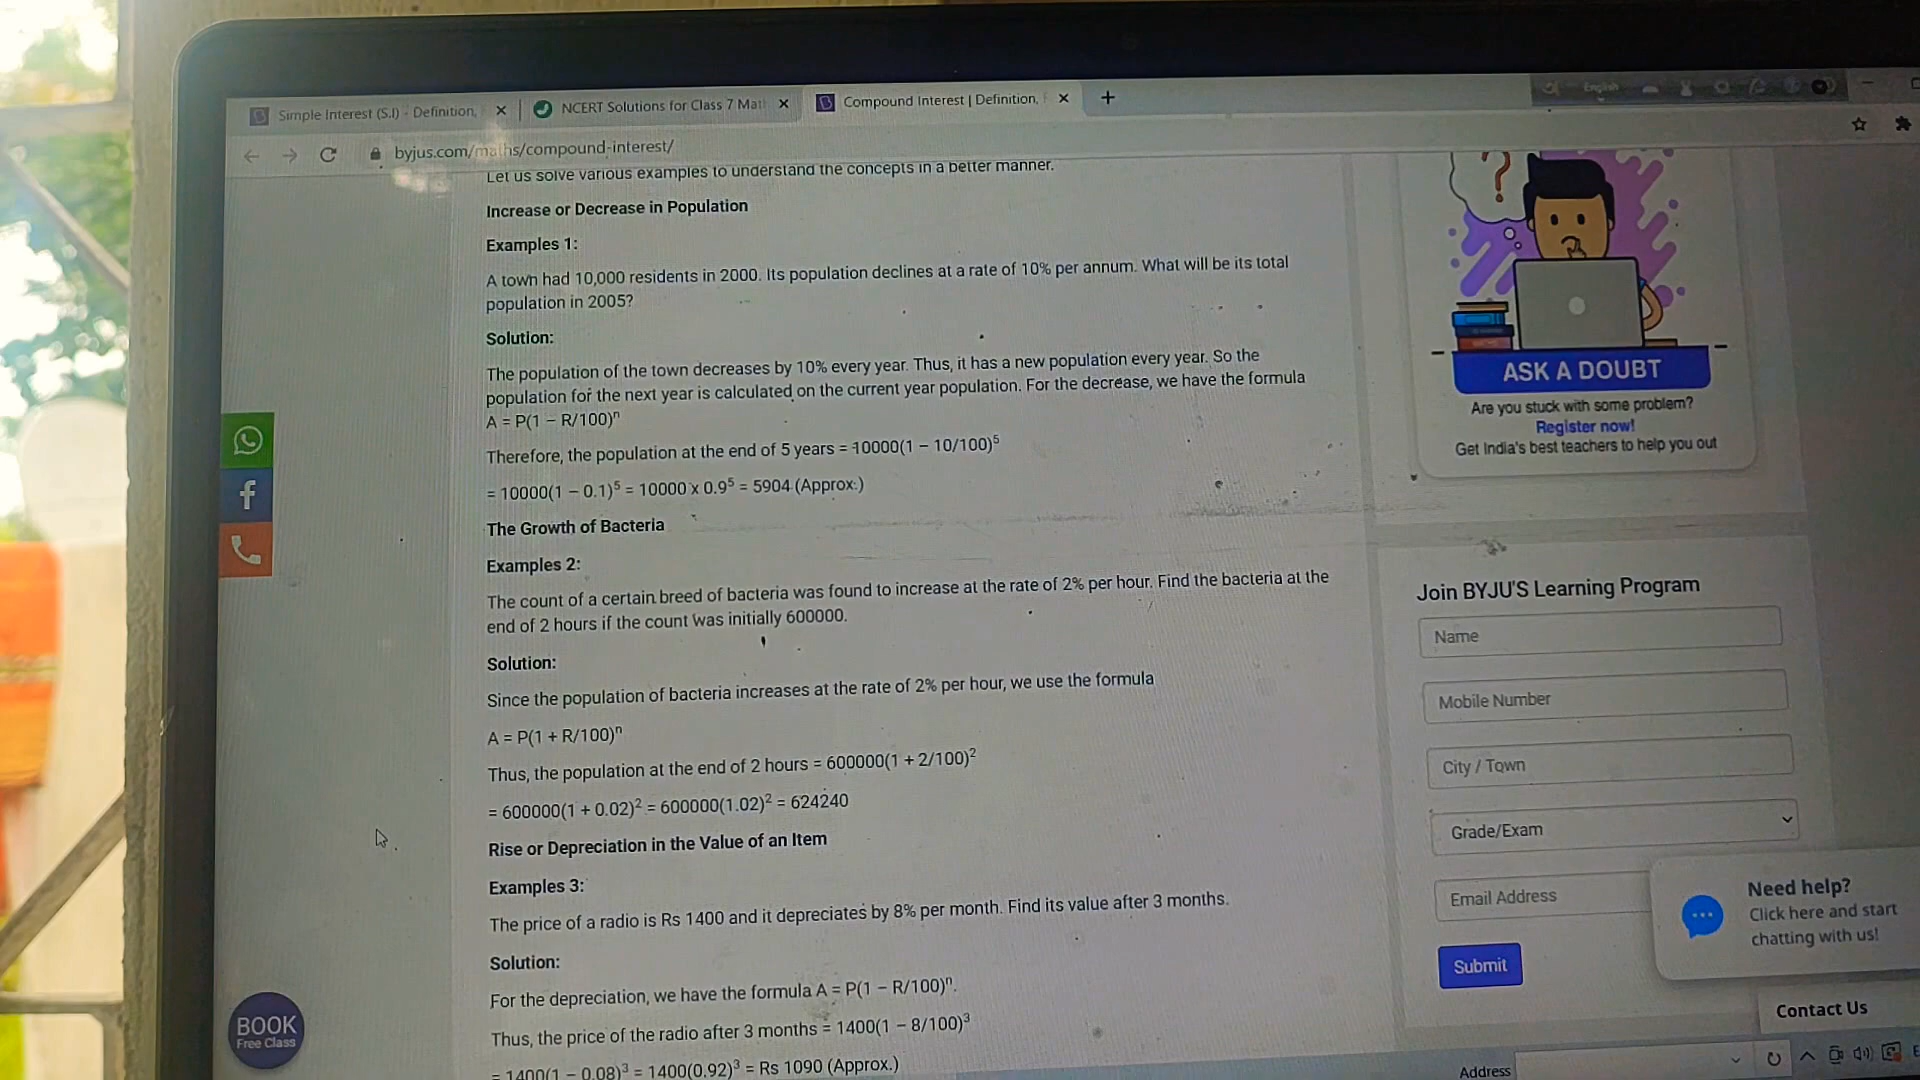 Simple Interest (S.I) - Definition,
NCERT Solutions for Class 7 Mat
Compound Interest | Definition,
English
byjus.com/maths/compound-interest/
Let us solve various examples to understand the concepts in a better manner.
Increase or Decrease in Population
Examples 1:
A town had 10,000 residents in 2000. Its population declines at a rate of 10% per annum. What will be its total
population in 2005?
Solution:
The population of the town decreases by 10% every year. Thus, it has a new population every year. So the
population for the next year is calculated on the current year population. For the decrease, we have the formula
A = P(1 – R/100)ⁿ
Therefore, the population at the end of 5 years = 10000(1 – 10/100)⁵
= 10000(1 – 0.1)⁵ = 10000 x 0.9⁵ = 5904 (Approx.)
The Growth of Bacteria
Examples 2:
The count of a certain breed of bacteria was found to increase at the rate of 2% per hour. Find the bacteria at the
end of 2 hours if the count was initially 600000.
Solution:
Since the population of bacteria increases at the rate of 2% per hour, we use the formula
A = P(1 + R/100)ⁿ
Thus, the population at the end of 2 hours = 600000(1 + 2/100)²
= 600000(1 + 0.02)² = 600000(1.02)² = 624240
Rise or Depreciation in the Value of an Item
Examples 3:
The price of a radio is Rs 1400 and it depreciates by 8% per month. Find its value after 3 months.
Solution:
For the depreciation, we have the formula A = P(1 – R/100)ⁿ.
Thus, the price of the radio after 3 months = 1400(1 – 8/100)³
= 1400(1 – 0.08)³ = 1400(0.92)³ = Rs 1090 (Approx.)
BOOK
Free Class
?
ASK A DOUBT
Are you stuck with some problem?
Register now!
Get India's best teachers to help you out
Join BYJU'S Learning Program
Name
Mobile Number
City / Town
Grade/Exam
Email Address
Submit
Need help?
Click here and start
chatting with us!
Contact Us
Address